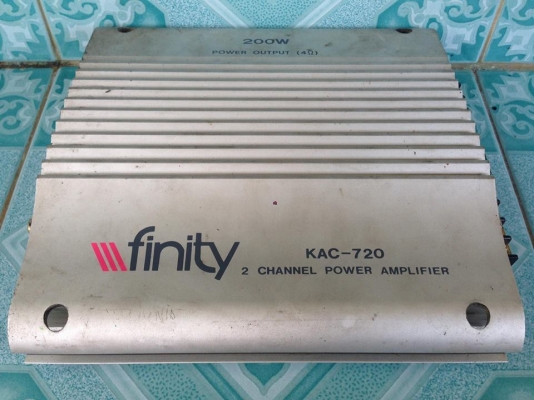 200W
POWER OUTPUT (4Ω)
finity
KAC-720
2 CHANNEL POWER AMPLIFIER